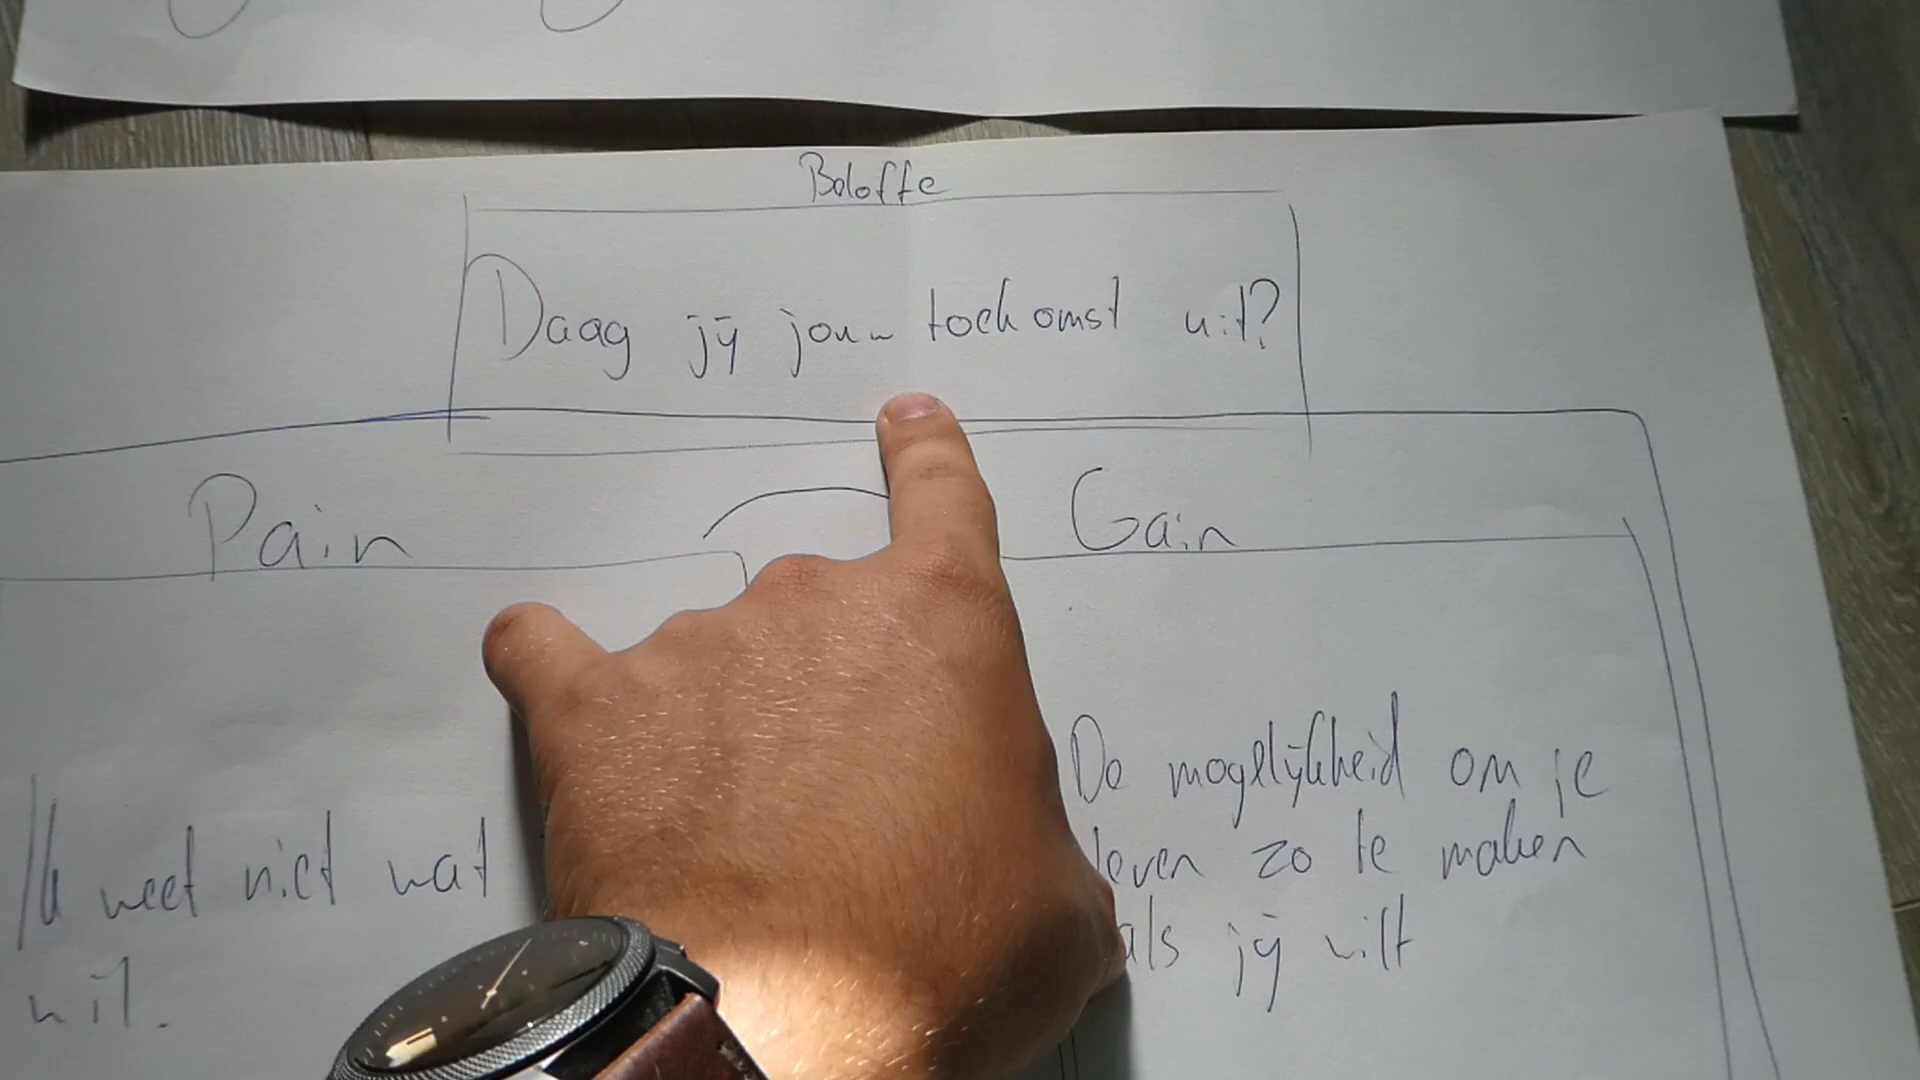 Beloffe
Daag jij jouw toekomst uit?
Pain
Gain
Ik weet niet wat
wil.
De mogelijkheid om je
leven zo te maken
als jij wilt